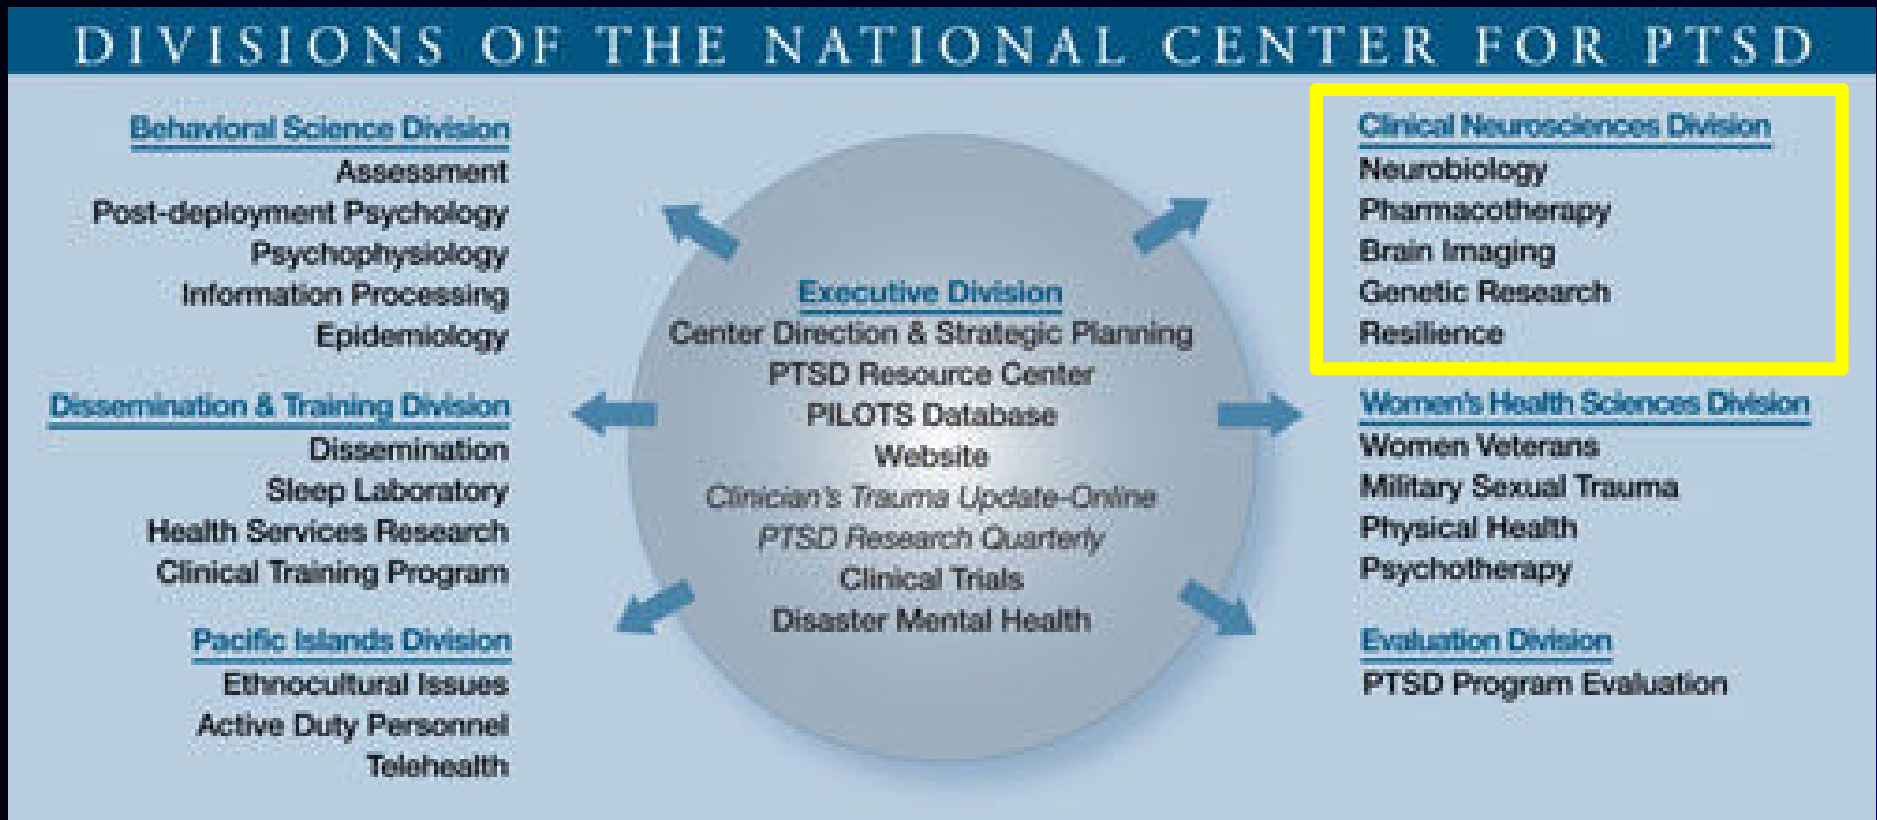 DIVISIONS OF THE NATIONAL CENTER FOR PTSD
Behavioral Science Division
Assessment
Post-deployment Psychology
Psychophysiology
Information Processing
Epidemiology
Dissemination & Training Division
Dissemination
Sleep Laboratory
Health Services Research
Clinical Training Program
Pacific Islands Division
Ethnocultural Issues
Active Duty Personnel
Telehealth
Executive Division
Center Direction & Strategic Planning
PTSD Resource Center
PILOTS Database
Website
Clinician's Trauma Update-Online
PTSD Research Quarterly
Clinical Trials
Disaster Mental Health
Clinical Neurosciences Division
Neurobiology
Pharmacotherapy
Brain Imaging
Genetic Research
Resilience
Women's Health Sciences Division
Women Veterans
Military Sexual Trauma
Physical Health
Psychotherapy
Evaluation Division
PTSD Program Evaluation